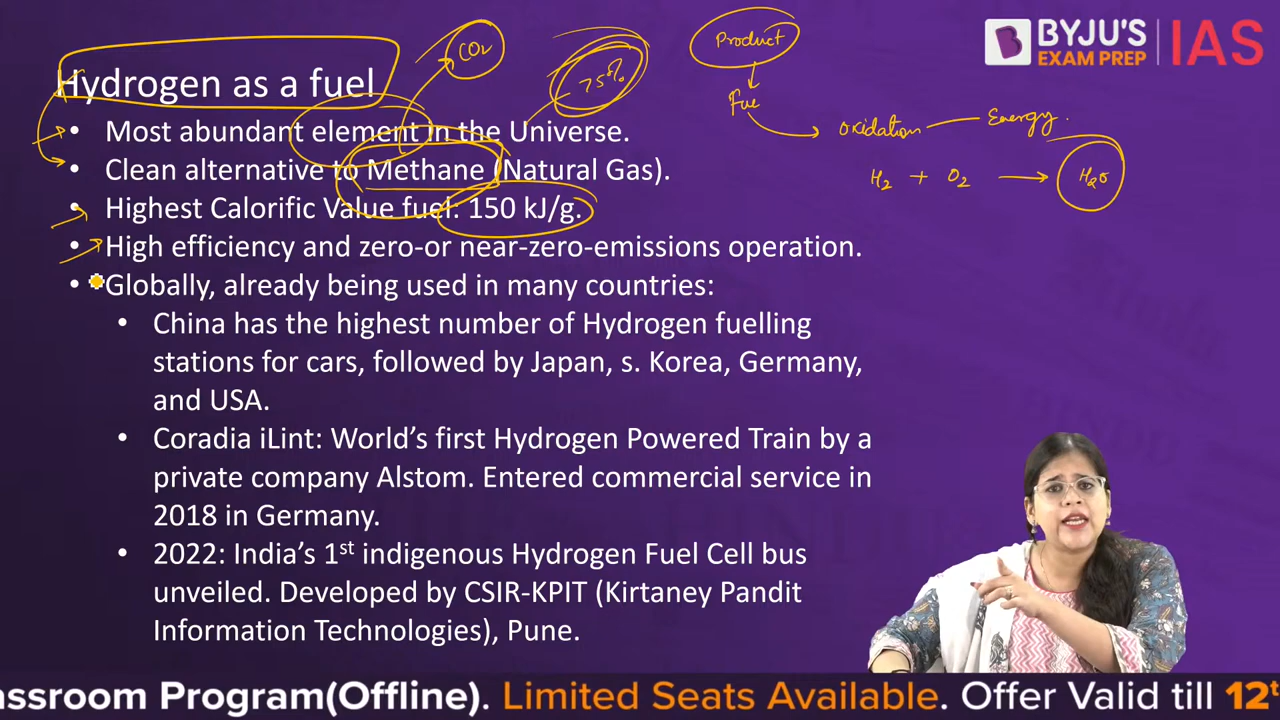 CO2
75%
Product
BYJU'S
EXAM PREP
IAS
Hydrogen as a fuel
Fue
Oxidation — Energy.
H2 + O2 → H2O
• Most abundant element in the Universe.
• Clean alternative to Methane (Natural Gas).
• Highest Calorific Value fuel: 150 kJ/g.
• High efficiency and zero-or near-zero-emissions operation.
• Globally, already being used in many countries:
• China has the highest number of Hydrogen fuelling
stations for cars, followed by Japan, s. Korea, Germany,
and USA.
• Coradia iLint: World's first Hydrogen Powered Train by a
private company Alstom. Entered commercial service in
2018 in Germany.
• 2022: India's 1st indigenous Hydrogen Fuel Cell bus
unveiled. Developed by CSIR-KPIT (Kirtaney Pandit
Information Technologies), Pune.
assroom Program(Offline). Limited Seats Available. Offer Valid till 12t